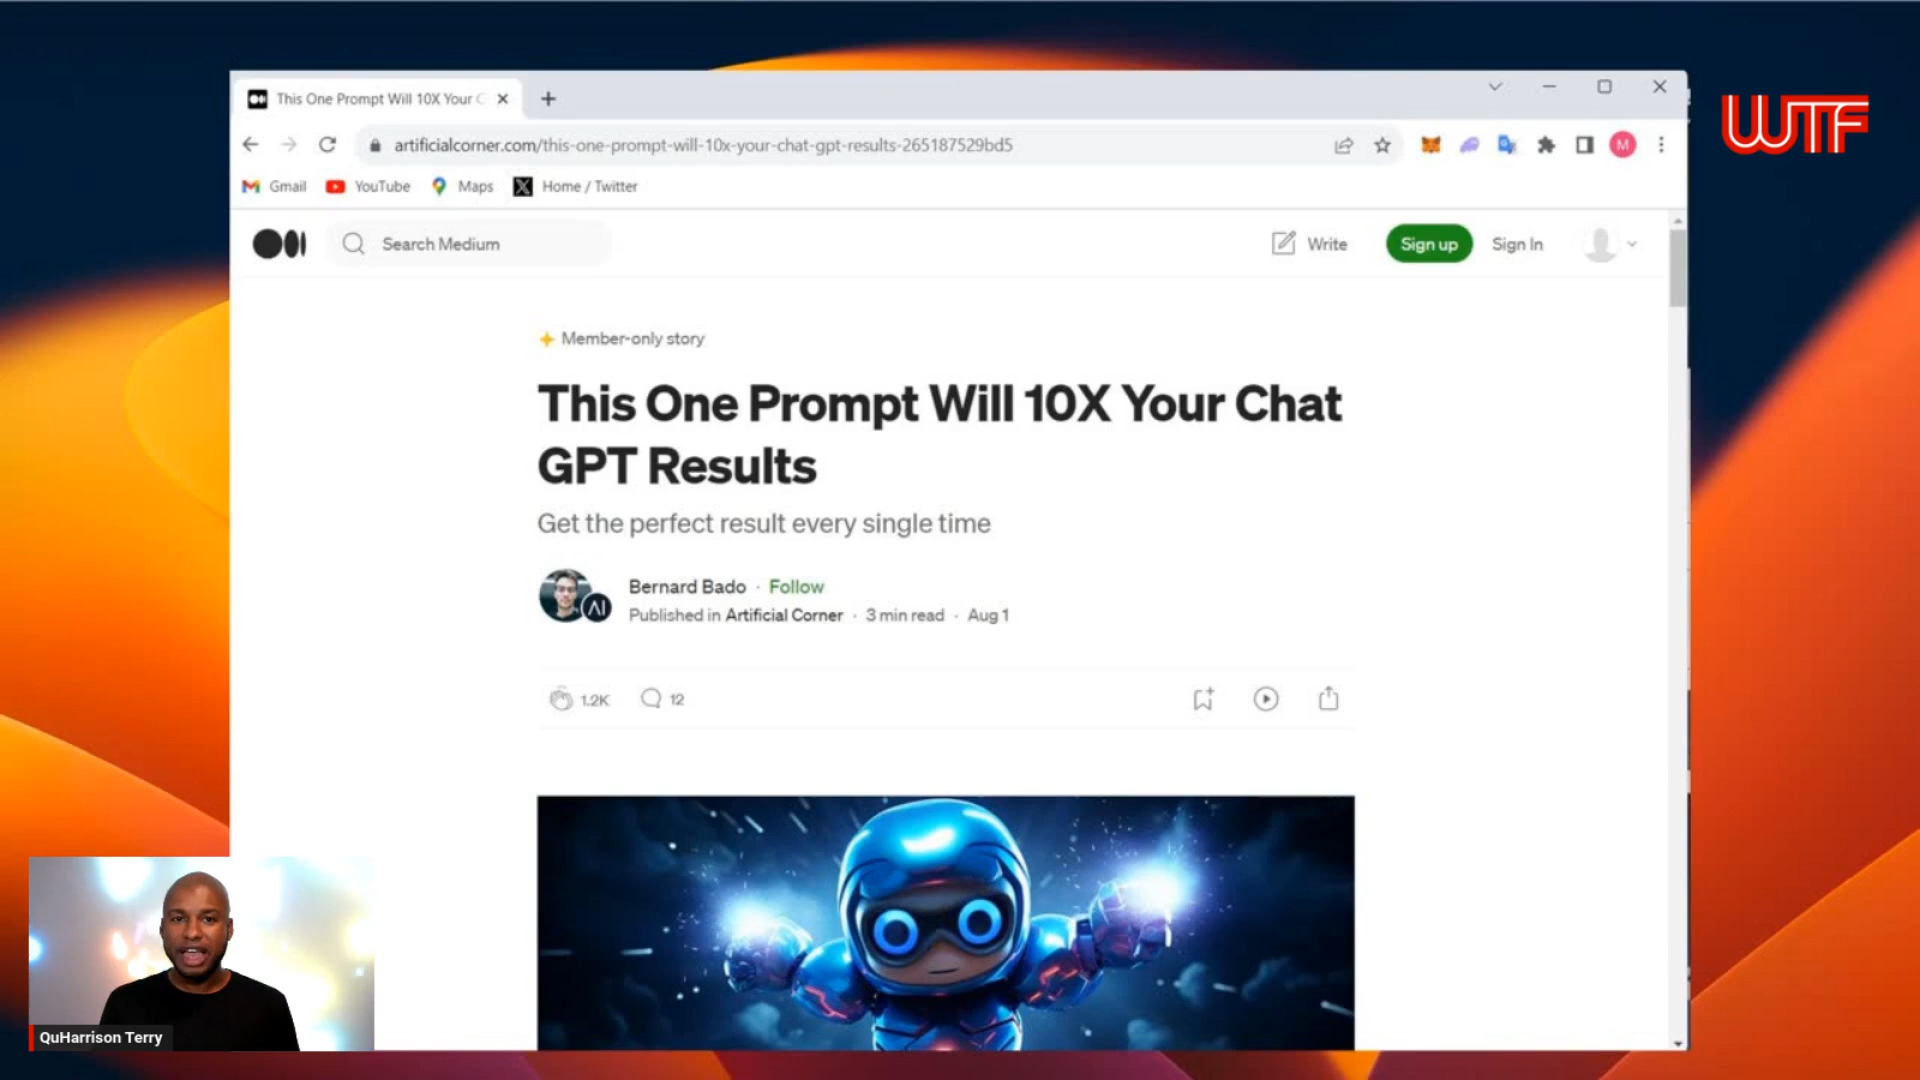 This One Prompt Will 10X Your C
artificialcorner.com/this-one-prompt-will-10x-your-chat-gpt-results-265187529bd5
M
Gmail YouTube Maps Home / Twitter
WTF
Search Medium Write Sign up Sign In
Member-only story
This One Prompt Will 10X Your Chat
GPT Results
Get the perfect result every single time
Bernard Bado · Follow
AI
Published in Artificial Corner · 3 min read · Aug 1
1.2K 12
QuHarrison Terry